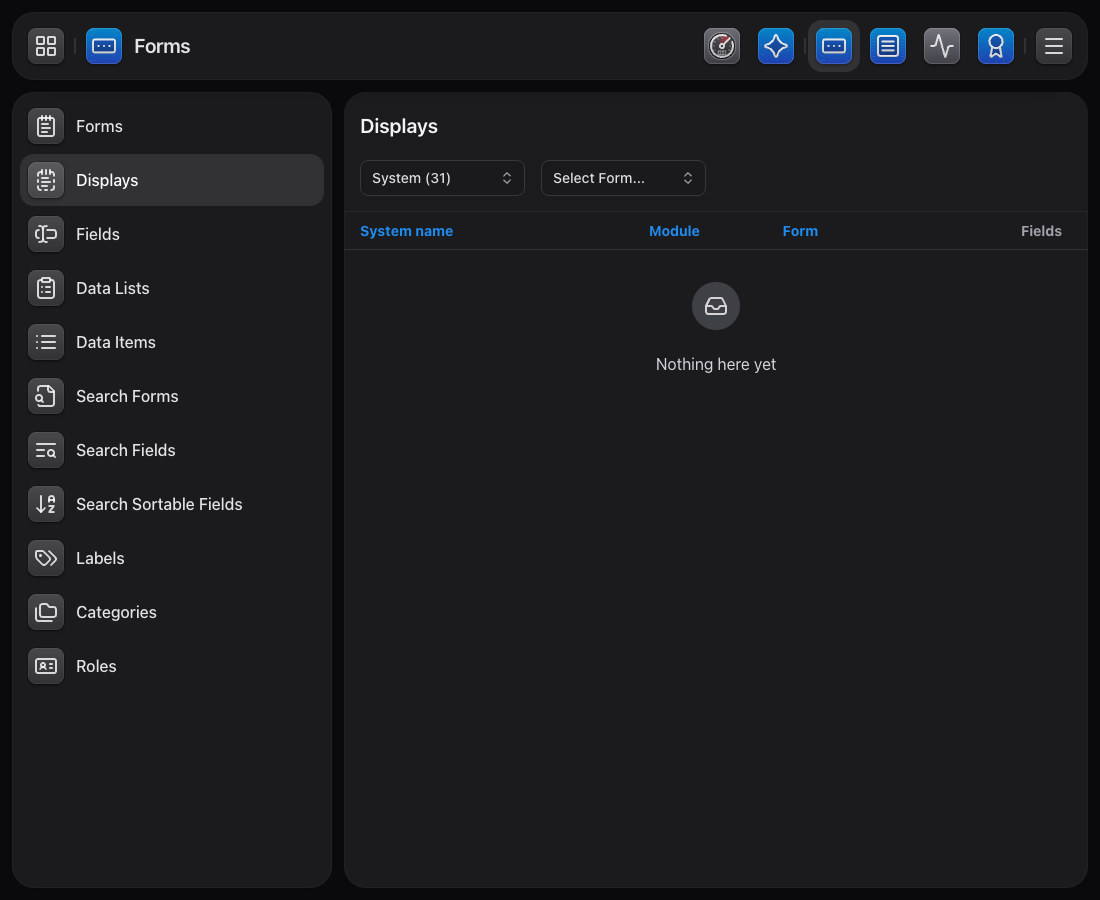 Forms
Forms
Displays
Fields
Data Lists
Data Items
Search Forms
Search Fields
Search Sortable Fields
Labels
Categories
Roles
Displays
System (31)
Select Form...
System name
Module
Form
Fields
Nothing here yet